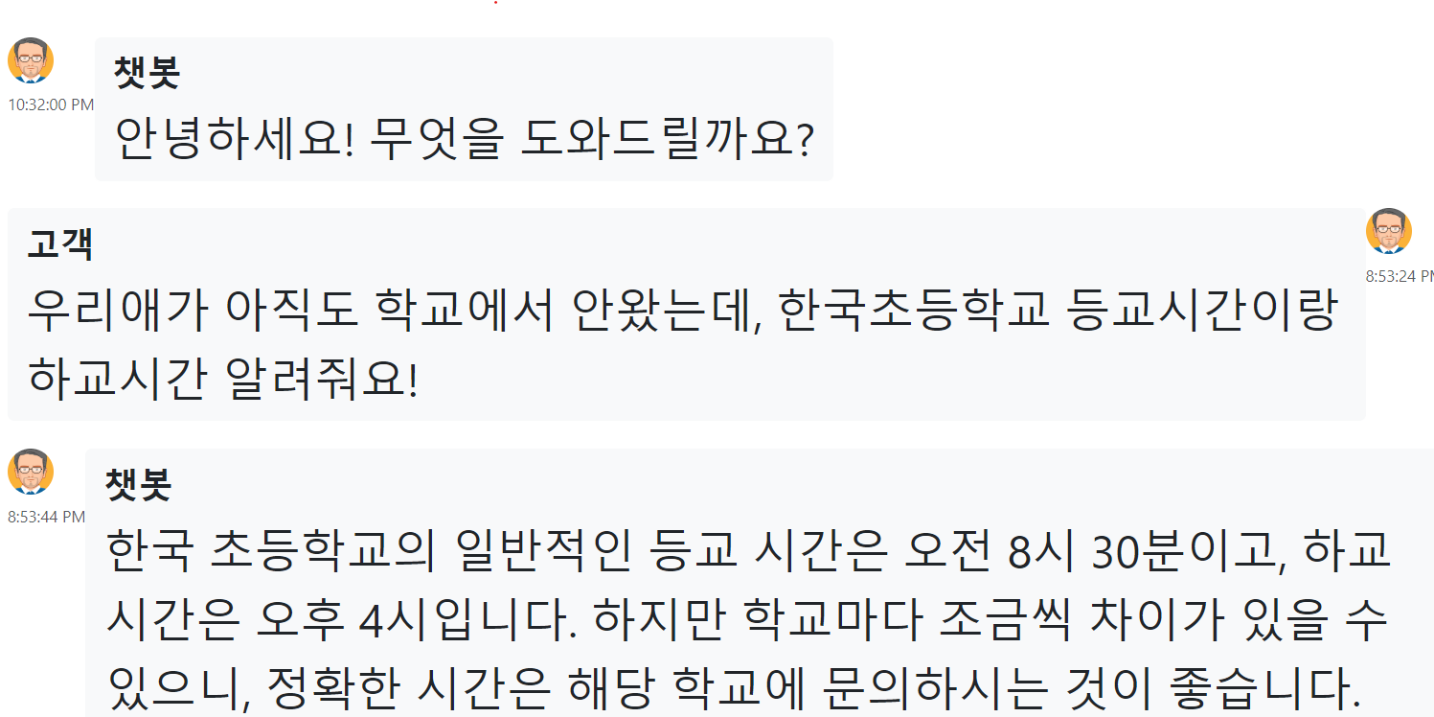 챗봇
10:32:00 PM
안녕하세요! 무엇을 도와드릴까요?
고객
8:53:24 PM
우리애가 아직도 학교에서 안왔는데, 한국초등학교 등교시간이랑
하교시간 알려줘요!
챗봇
8:53:44 PM
한국 초등학교의 일반적인 등교 시간은 오전 8시 30분이고, 하교
시간은 오후 4시입니다. 하지만 학교마다 조금씩 차이가 있을 수
있으니, 정확한 시간은 해당 학교에 문의하시는 것이 좋습니다.